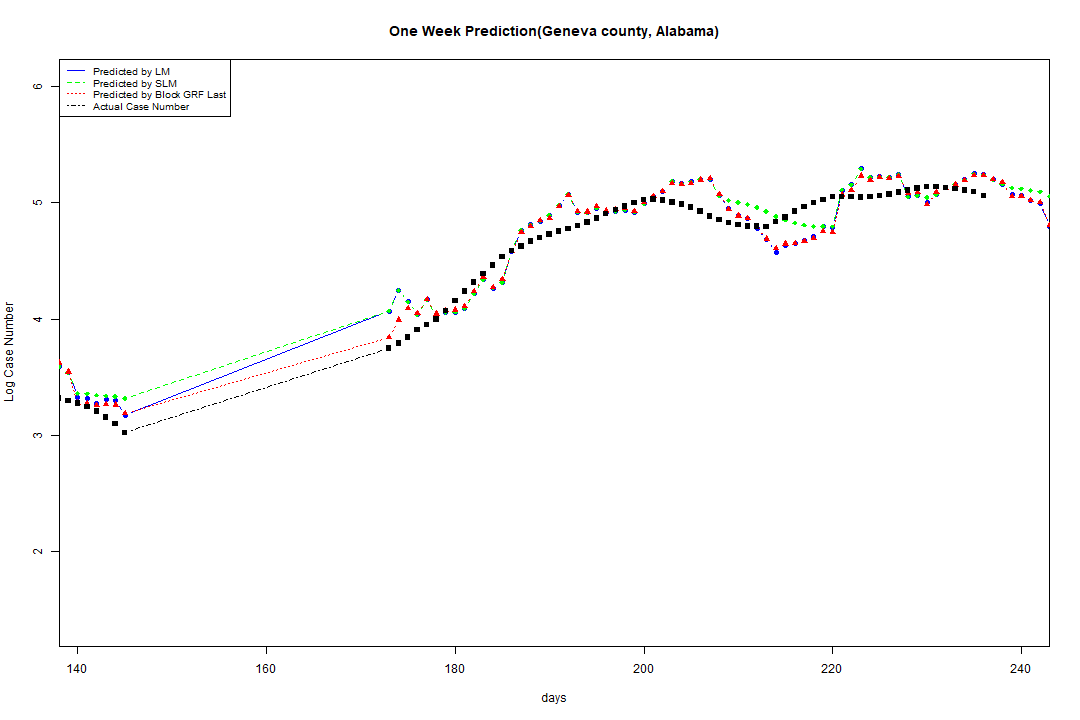 One Week Prediction(Geneva county, Alabama)
Predicted by LM
Predicted by SLM
Predicted by Block GRF Last
Actual Case Number
6
5
4
3
2
Log Case Number
140 160 180 200 220 240
days